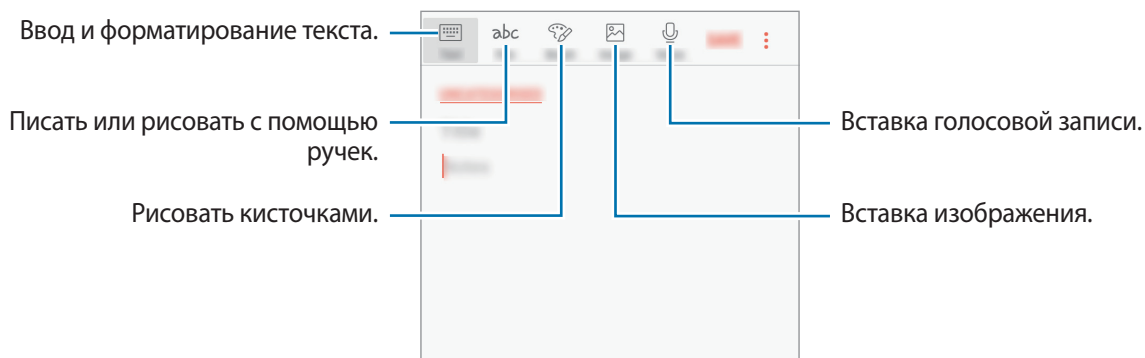 Ввод и форматирование текста.
abc
Писать или рисовать с помощью
ручек.
Вставка голосовой записи.
Рисовать кисточками.
Вставка изображения.